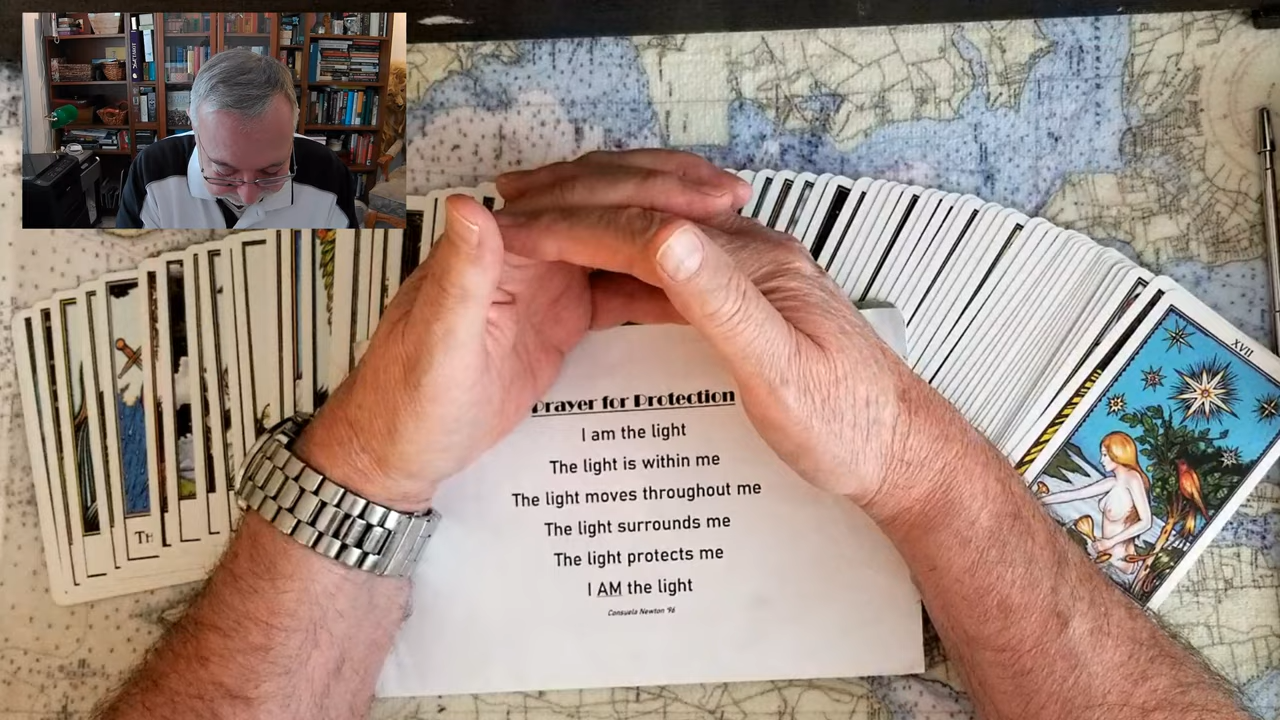 Prayer for Protection
I am the light
The light is within me
The light moves throughout me
The light surrounds me
The light protects me
I AM the light
Consuela Newton '96
XVII
TH